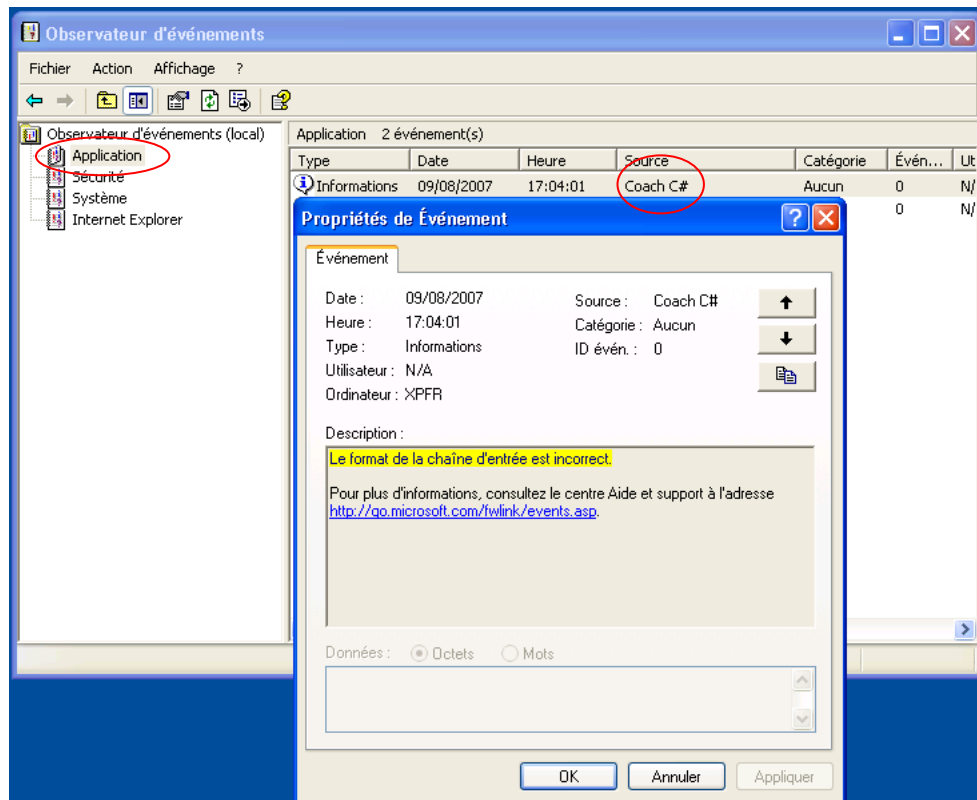 Observateur d'événements
Fichier Action Affichage ?
Observateur d'événements (local)
Application
Sécurité
Système
Internet Explorer
Application 2 événement(s)
Type Date Heure Source Catégorie Évén... Ut
Informations 09/08/2007 17:04:01 Coach C# Aucun 0 N/
0 N/
Propriétés de Événement
Événement
Date : 09/08/2007 Source : Coach C#
Heure : 17:04:01 Catégorie : Aucun
Type : Informations ID évén. : 0
Utilisateur : N/A
Ordinateur : XPFR
Description :
Le format de la chaîne d'entrée est incorrect.
Pour plus d'informations, consultez le centre Aide et support à l'adresse
http://go.microsoft.com/fwlink/events.asp.
Données : Octets Mots
OK Annuler Appliquer